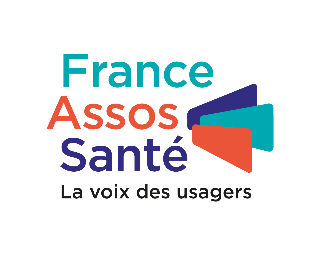 France
Assos
Santé
La voix des usagers